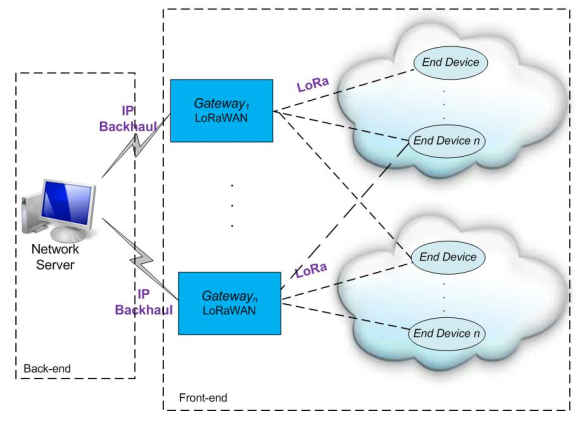 IP
Backhaul
Network
Server
IP
Backhaul
Back-end
Gateway1
LoRaWAN
.
.
.
Gatewayn
LoRaWAN
LoRa
LoRa
End Device
.
.
.
End Device n
End Device
.
.
.
End Device n
Front-end